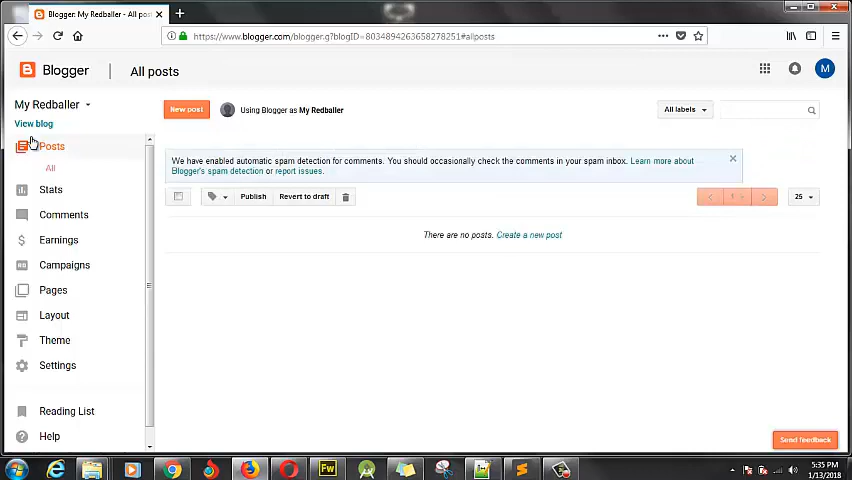 Blogger: My Redballer - All posts
https://www.blogger.com/blogger.g?blogID=8034894263658278251#allposts
Blogger
All posts
M
My Redballer
View blog
New post
Using Blogger as My Redballer
All labels
Posts
All
Stats
Comments
Earnings
Campaigns
Pages
Layout
Theme
Settings
Reading List
Help
We have enabled automatic spam detection for comments. You should occasionally check the comments in your spam inbox. Learn more about
Blogger's spam detection or report issues.
Publish
Revert to draft
1
25
There are no posts. Create a new post
Send feedback
Fw
5:35 PM
1/13/2018